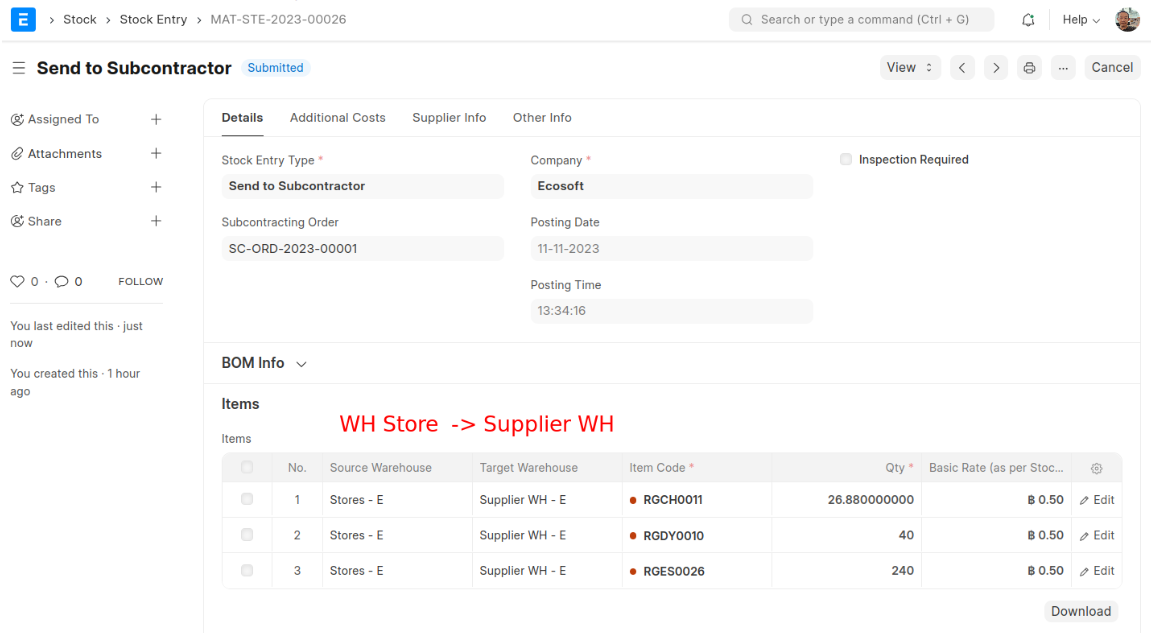 E Stock Stock Entry MAT-STE-2023-00026 Search or type a command (Ctrl + G) Help
Send to Subcontractor Submitted View ... Cancel
Assigned To
Attachments
Tags
Share
0 · 0 FOLLOW
You last edited this · just
now
You created this · 1 hour
ago
Details Additional Costs Supplier Info Other Info
Stock Entry Type * Company * Inspection Required
Send to Subcontractor Ecosoft
Subcontracting Order Posting Date
SC-ORD-2023-00001 11-11-2023
Posting Time
13:34:16
BOM Info
Items
WH Store -> Supplier WH
Items
No. Source Warehouse Target Warehouse Item Code * Qty * Basic Rate (as per Stoc...
1 Stores - E Supplier WH - E RGCH0011 26.880000000 ฿ 0.50 Edit
2 Stores - E Supplier WH - E RGDY0010 40 ฿ 0.50 Edit
3 Stores - E Supplier WH - E RGES0026 240 ฿ 0.50 Edit
Download